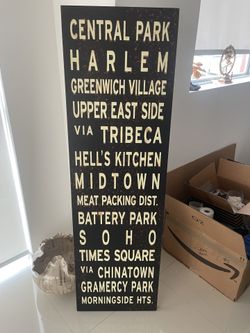 CENTRAL PARK
HARLEM
GREENWICH VILLAGE
UPPER EAST SIDE
VIA TRIBECA
HELL'S KITCHEN
MIDTOWN
MEAT PACKING DIST.
BATTERY PARK
SOHO
TIMES SQUARE
VIA CHINATOWN
GRAMERCY PARK
MORNINGSIDE HTS.